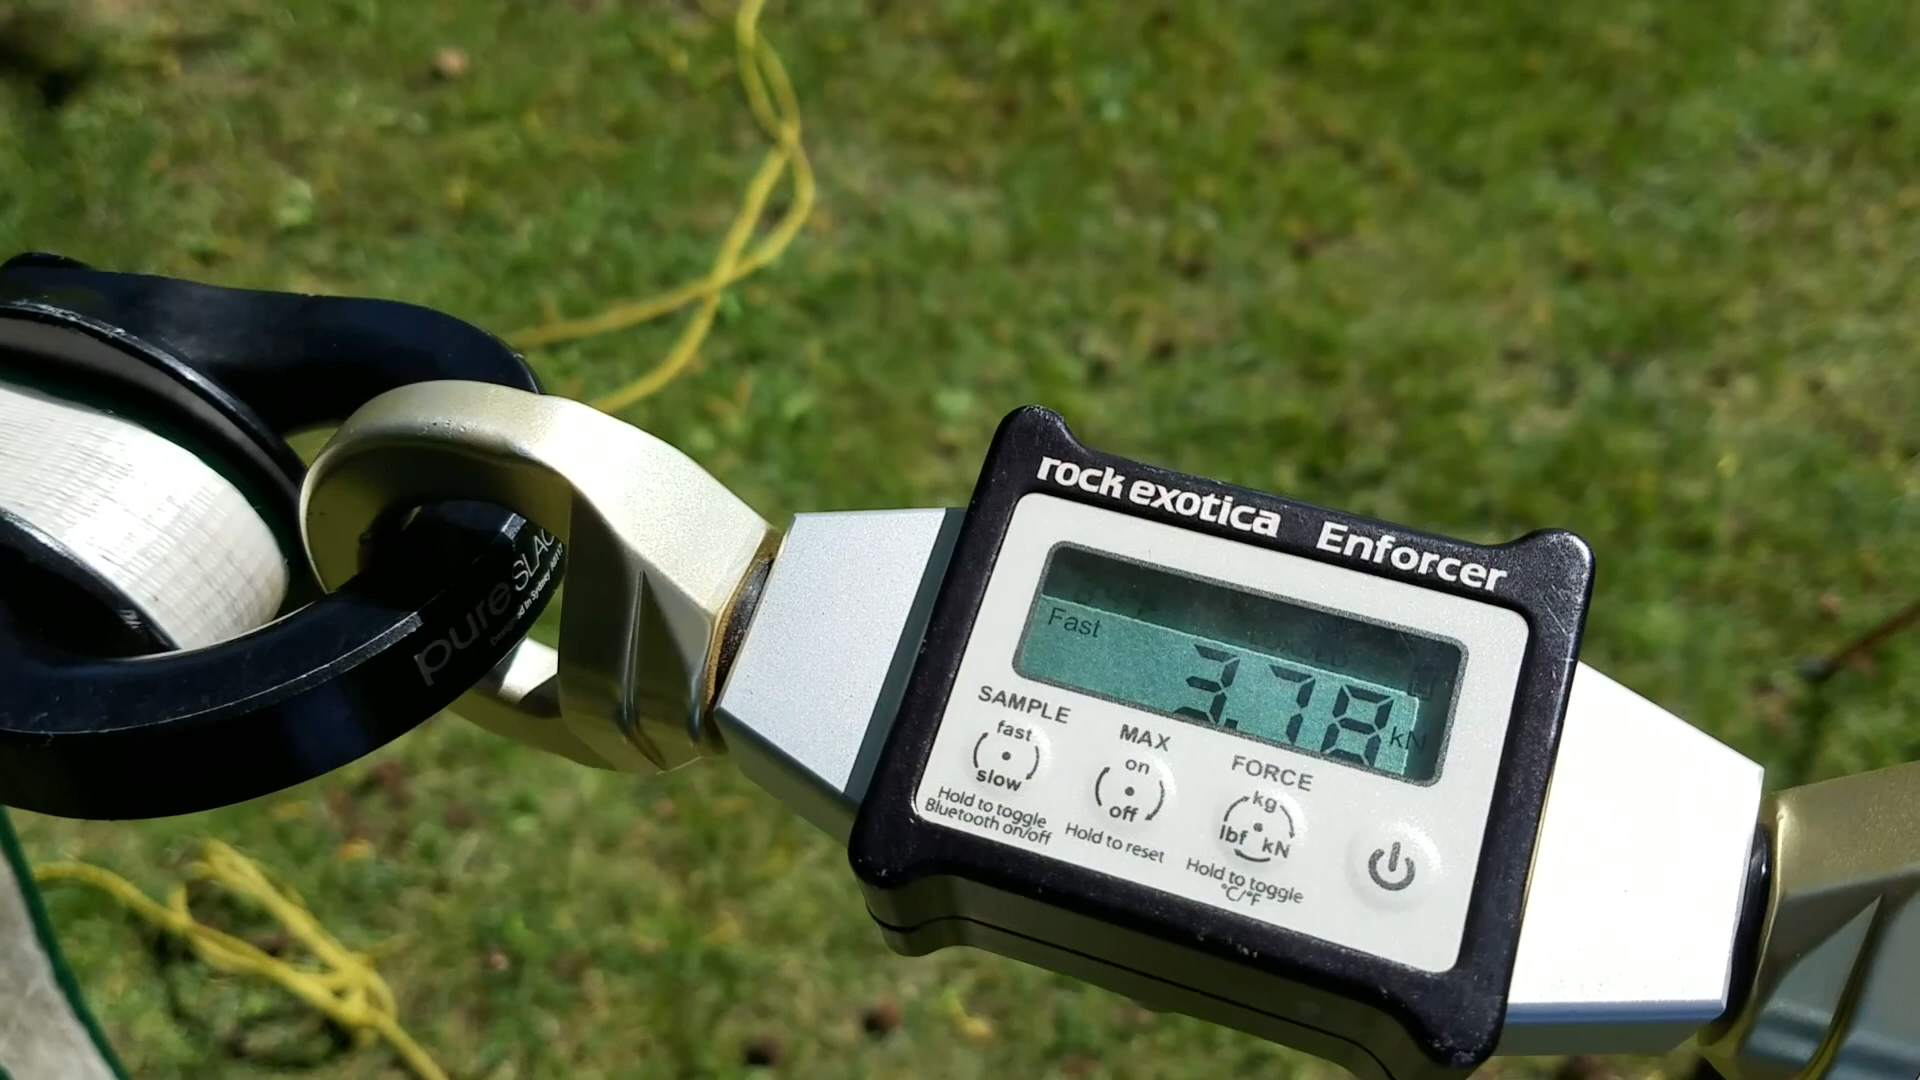 rock exotica Enforcer
Fast
3.78 kN
SAMPLE
fast
slow
Hold to toggle
Bluetooth on/off
MAX
on
off
Hold to reset
FORCE
kg
lbf kN
Hold to toggle
°C/°F
pure SLAC